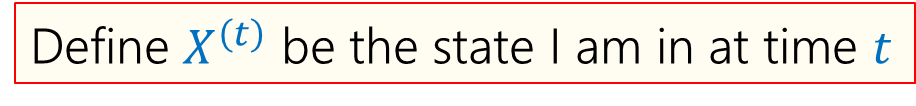 Define X^(t) be the state I am in at time t